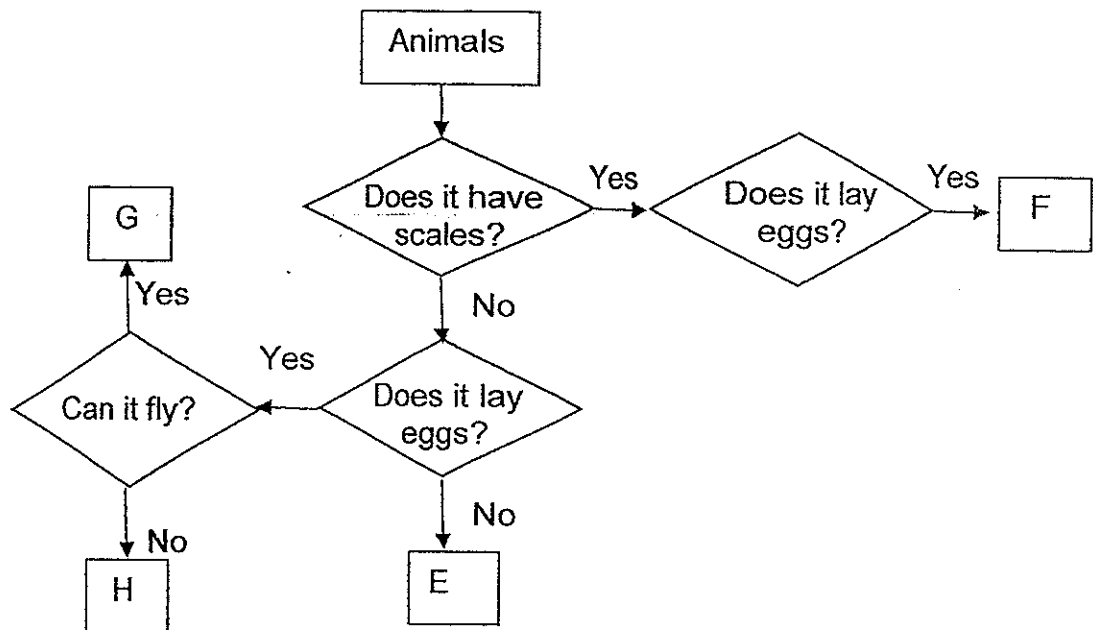 Animals
Does it have
scales?
Yes
Does it lay
eggs?
Yes
F
No
Does it lay
eggs?
Yes
Can it fly?
Yes
G
No
H
No
E